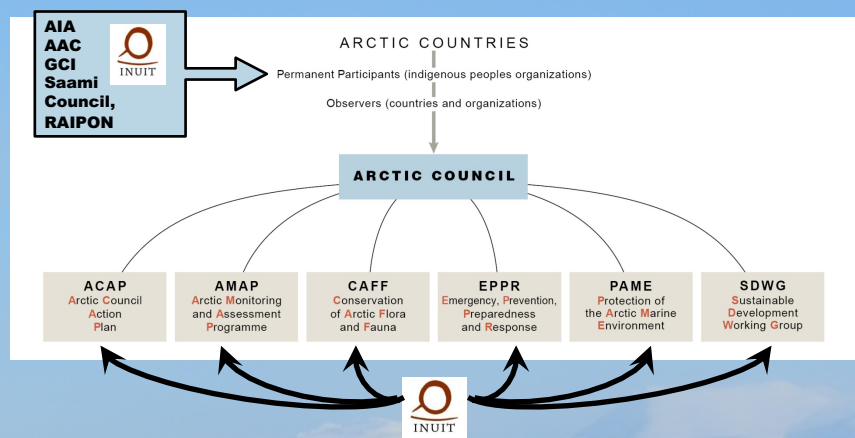 AIA
AAC
GCI
Saami
Council,
RAIPON
INUIT
ARCTIC COUNTRIES
Permanent Participants (indigenous peoples organizations)
Observers (countries and organizations)
ARCTIC COUNCIL
ACAP
Arctic Council
Action
Plan
AMAP
Arctic Monitoring
and Assessment
Programme
CAFF
Conservation
of Arctic Flora
and Fauna
EPPR
Emergency, Prevention,
Preparedness
and Response
PAME
Protection of
the Arctic Marine
Environment
SDWG
Sustainable
Development
Working Group
INUIT